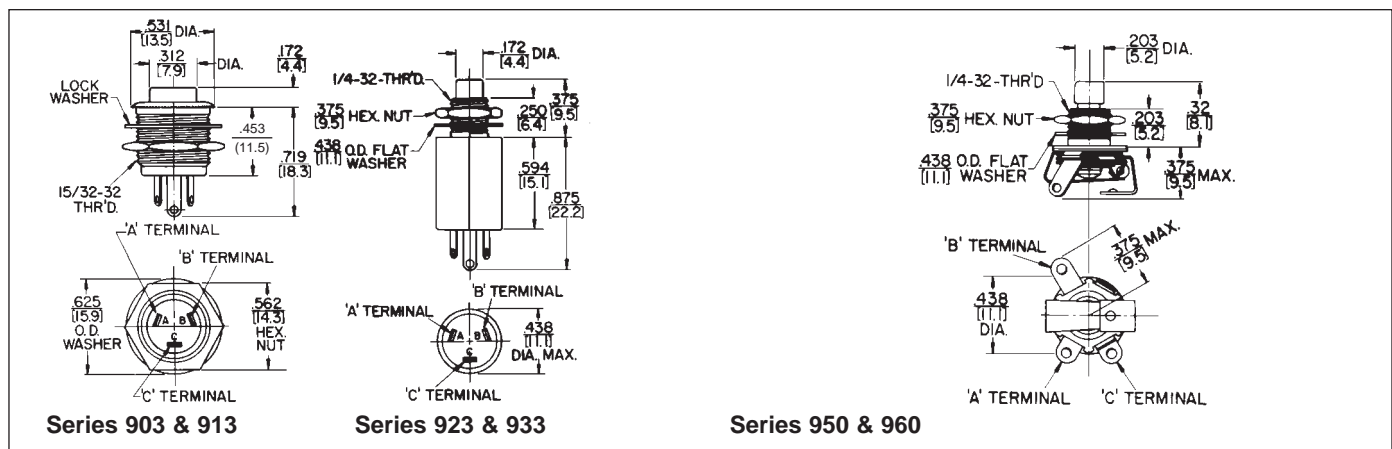 .531
[13.5] DIA.
.312
[7.9] DIA.
.172
[4.4]
LOCK
WASHER
.453
(11.5)
.719
[18.3]
15/32-32
THR'D.
'A' TERMINAL
'B' TERMINAL
.625
[15.9]
O.D.
WASHER
A B
C
.562
[14.3]
HEX.
NUT
'C' TERMINAL
Series 903 & 913
.172
[4.4] DIA.
1/4-32-THR'D.
.375
[9.5] HEX. NUT
.250
[6.4]
.375
[9.5]
.438
[11.1] O.D. FLAT
WASHER
.594
[15.1]
.875
[22.2]
'B' TERMINAL
'A' TERMINAL
A B
C
.438
[11.1]
DIA. MAX.
'C' TERMINAL
Series 923 & 933
.203
[5.2] DIA.
1/4-32-THR'D
.375
[9.5] HEX. NUT
.203
[5.2]
.32
[8.1]
.438 O.D. FLAT
[11.1] WASHER
.375
[9.5] MAX.
'B' TERMINAL
.375
[9.5] MAX.
.438
[11.1]
DIA.
'A' TERMINAL
'C' TERMINAL
Series 950 & 960